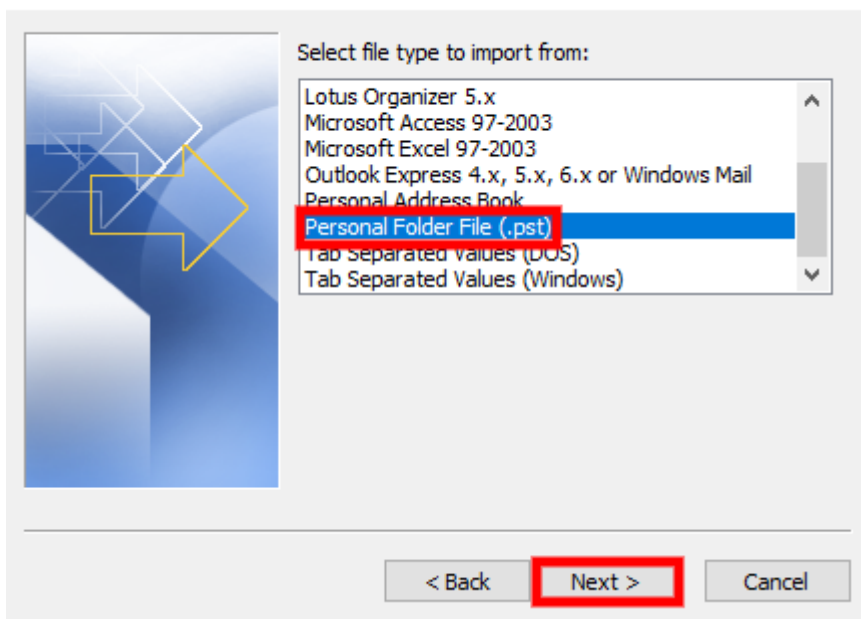 Select file type to import from:
Lotus Organizer 5.x
Microsoft Access 97-2003
Microsoft Excel 97-2003
Outlook Express 4.x, 5.x, 6.x or Windows Mail
Personal Address Book
Personal Folder File (.pst)
Tab Separated Values (DOS)
Tab Separated Values (Windows)
< Back
Next >
Cancel